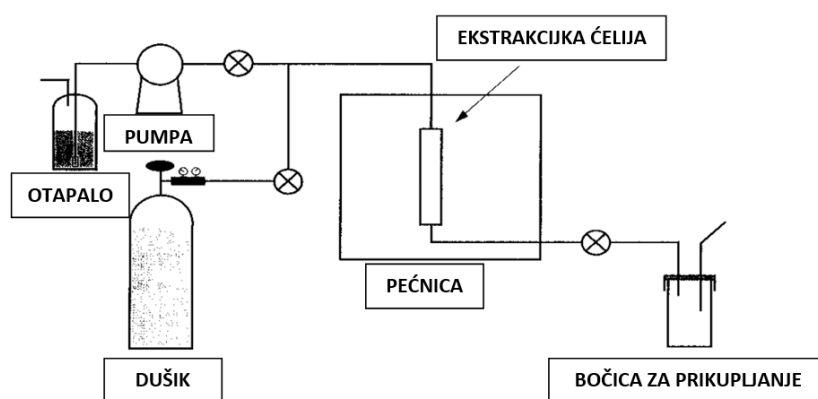 EKSTRAKCIJKA ĆELIJA
PUMPA
OTAPALO
PEĆNICA
DUŠIK
BOČICA ZA PRIKUPLJANJE